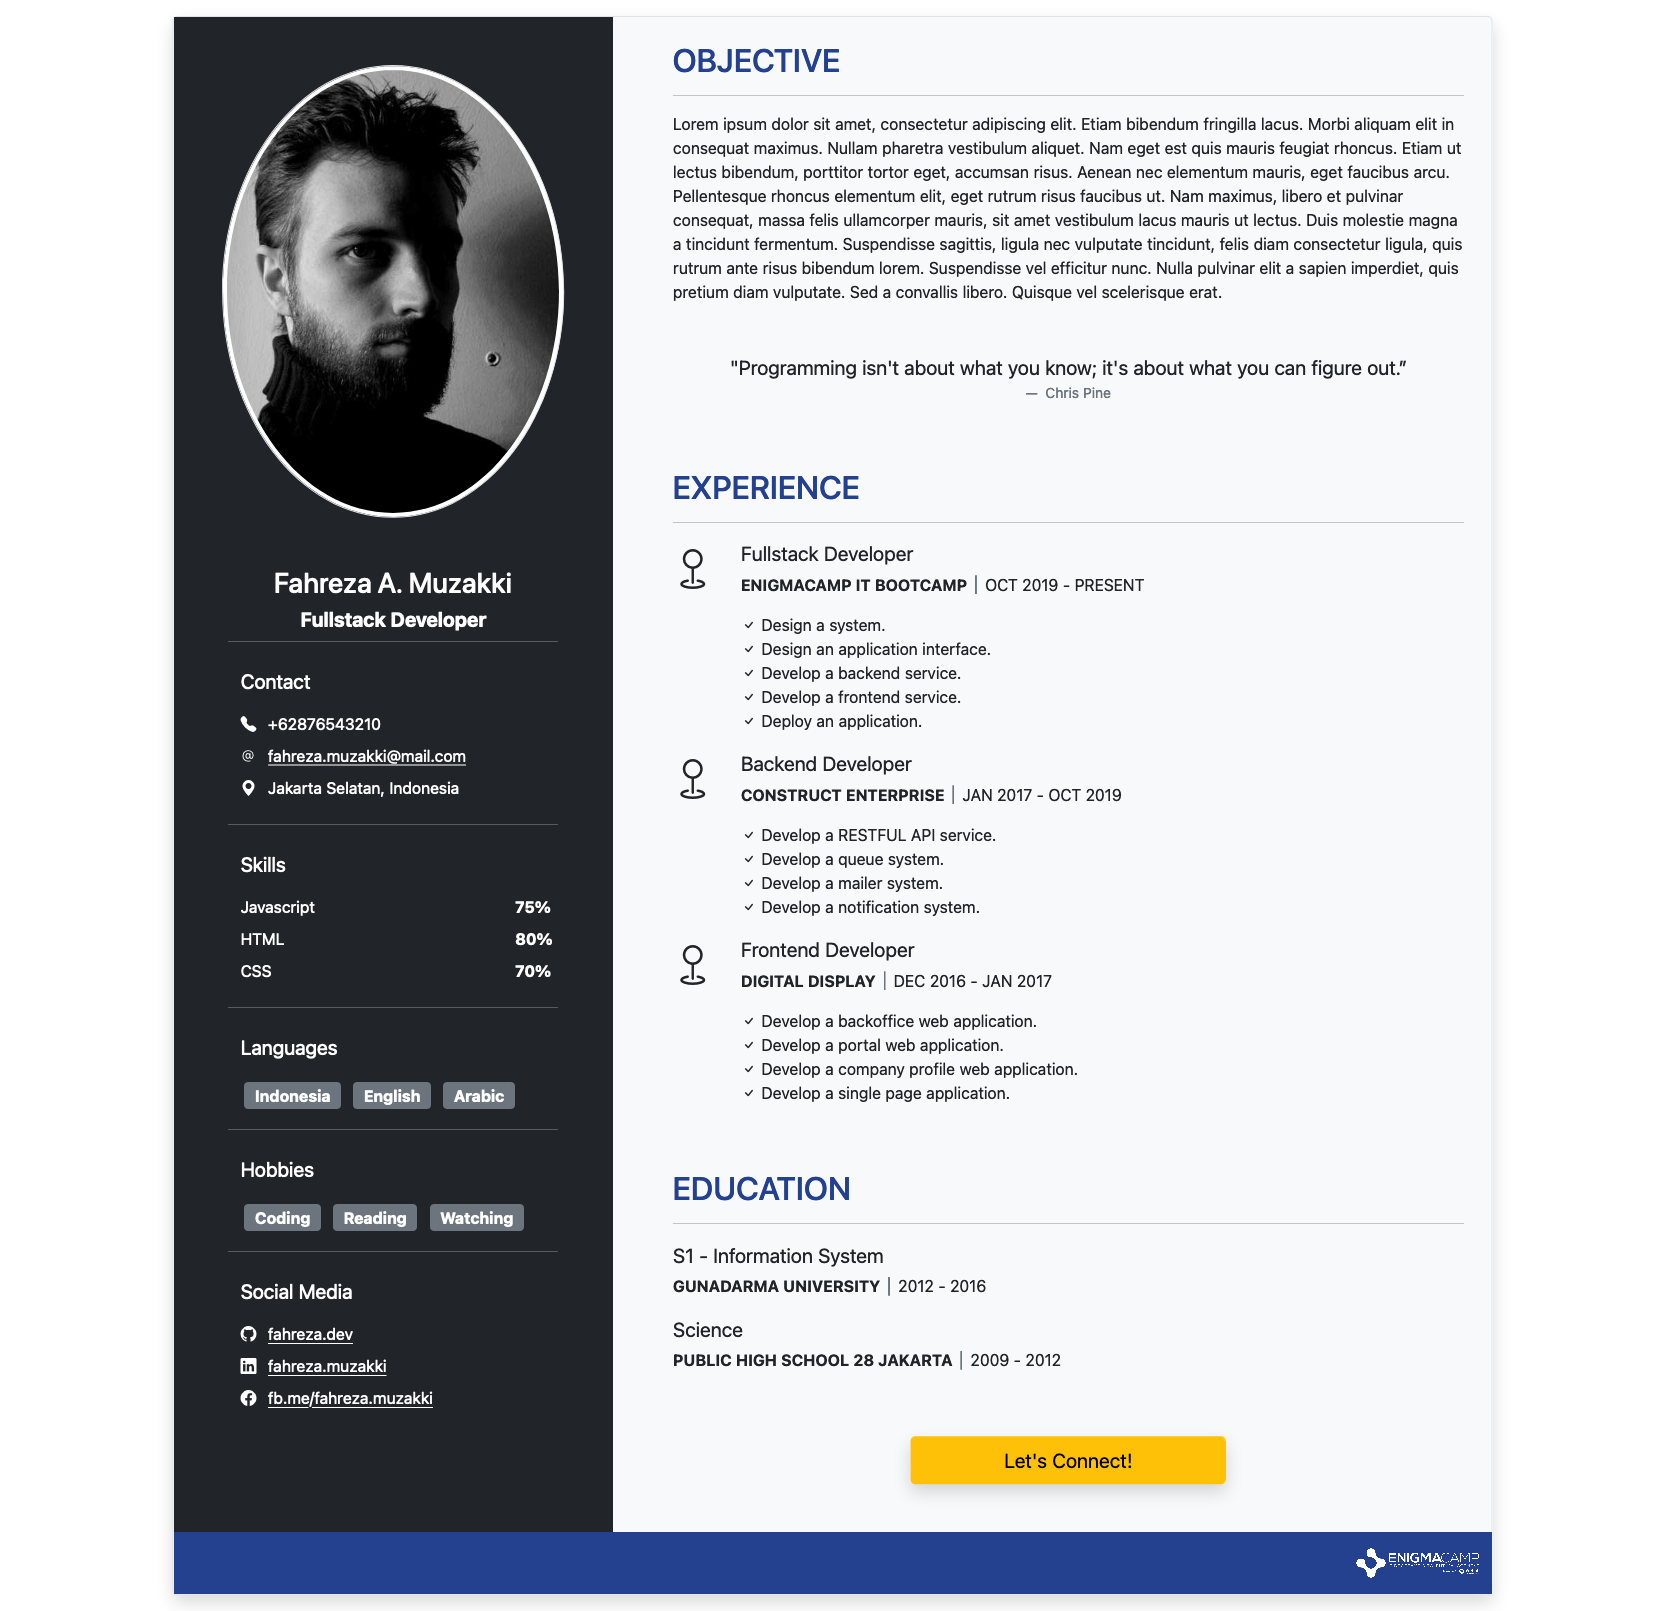 Fahreza A. Muzakki
Fullstack Developer
Contact
+62876543210
@ fahreza.muzakki@mail.com
Jakarta Selatan, Indonesia
Skills
Javascript 75%
HTML 80%
CSS 70%
Languages
Indonesia English Arabic
Hobbies
Coding Reading Watching
Social Media
fahreza.dev
fahreza.muzakki
fb.me/fahreza.muzakki
OBJECTIVE
Lorem ipsum dolor sit amet, consectetur adipiscing elit. Etiam bibendum fringilla lacus. Morbi aliquam elit in
consequat maximus. Nullam pharetra vestibulum aliquet. Nam eget est quis mauris feugiat rhoncus. Etiam ut
lectus bibendum, porttitor tortor eget, accumsan risus. Aenean nec elementum mauris, eget faucibus arcu.
Pellentesque rhoncus elementum elit, eget rutrum risus faucibus ut. Nam maximus, libero et pulvinar
consequat, massa felis ullamcorper mauris, sit amet vestibulum lacus mauris ut lectus. Duis molestie magna
a tincidunt fermentum. Suspendisse sagittis, ligula nec vulputate tincidunt, felis diam consectetur ligula, quis
rutrum ante risus bibendum lorem. Suspendisse vel efficitur nunc. Nulla pulvinar elit a sapien imperdiet, quis
pretium diam vulputate. Sed a convallis libero. Quisque vel scelerisque erat.
"Programming isn't about what you know; it's about what you can figure out.”
— Chris Pine
EXPERIENCE
Fullstack Developer
ENIGMACAMP IT BOOTCAMP | OCT 2019 - PRESENT
Design a system.
Design an application interface.
Develop a backend service.
Develop a frontend service.
Deploy an application.
Backend Developer
CONSTRUCT ENTERPRISE | JAN 2017 - OCT 2019
Develop a RESTFUL API service.
Develop a queue system.
Develop a mailer system.
Develop a notification system.
Frontend Developer
DIGITAL DISPLAY | DEC 2016 - JAN 2017
Develop a backoffice web application.
Develop a portal web application.
Develop a company profile web application.
Develop a single page application.
EDUCATION
S1 - Information System
GUNADARMA UNIVERSITY | 2012 - 2016
Science
PUBLIC HIGH SCHOOL 28 JAKARTA | 2009 - 2012
Let's Connect!
ENIGMACAMP